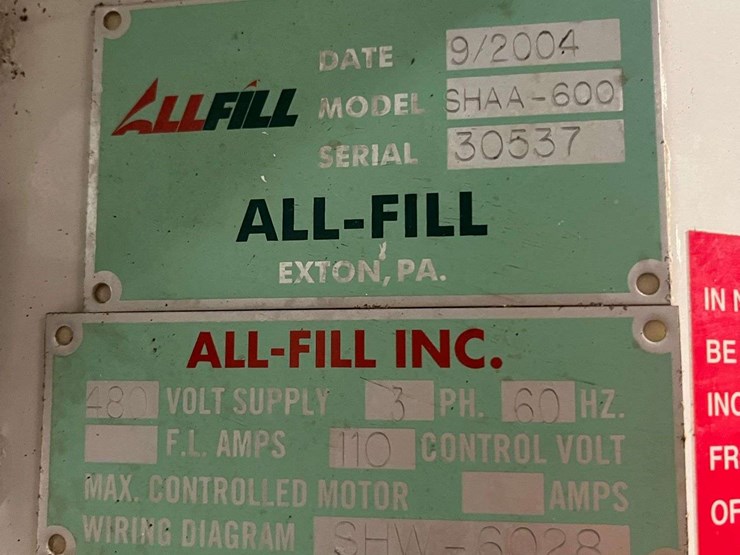 DATE 9/2004
ALLFILL MODEL SHAA-600
SERIAL 30537
ALL-FILL
EXTON, PA.
ALL-FILL INC.
480 VOLT SUPPLY 3 PH. 60 HZ.
F.L. AMPS 110 CONTROL VOLT
MAX. CONTROLLED MOTOR AMPS
WIRING DIAGRAM SHW-6028
IN
BE
INC
FR
OF